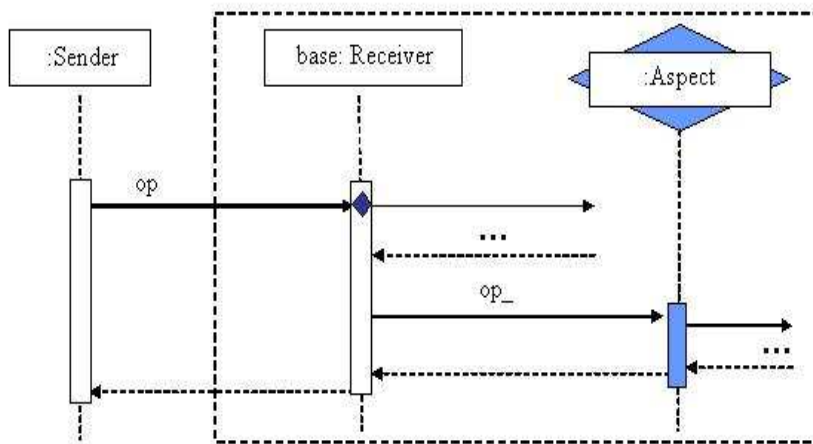 :Sender
base: Receiver
:Aspect
op
...
op_
...